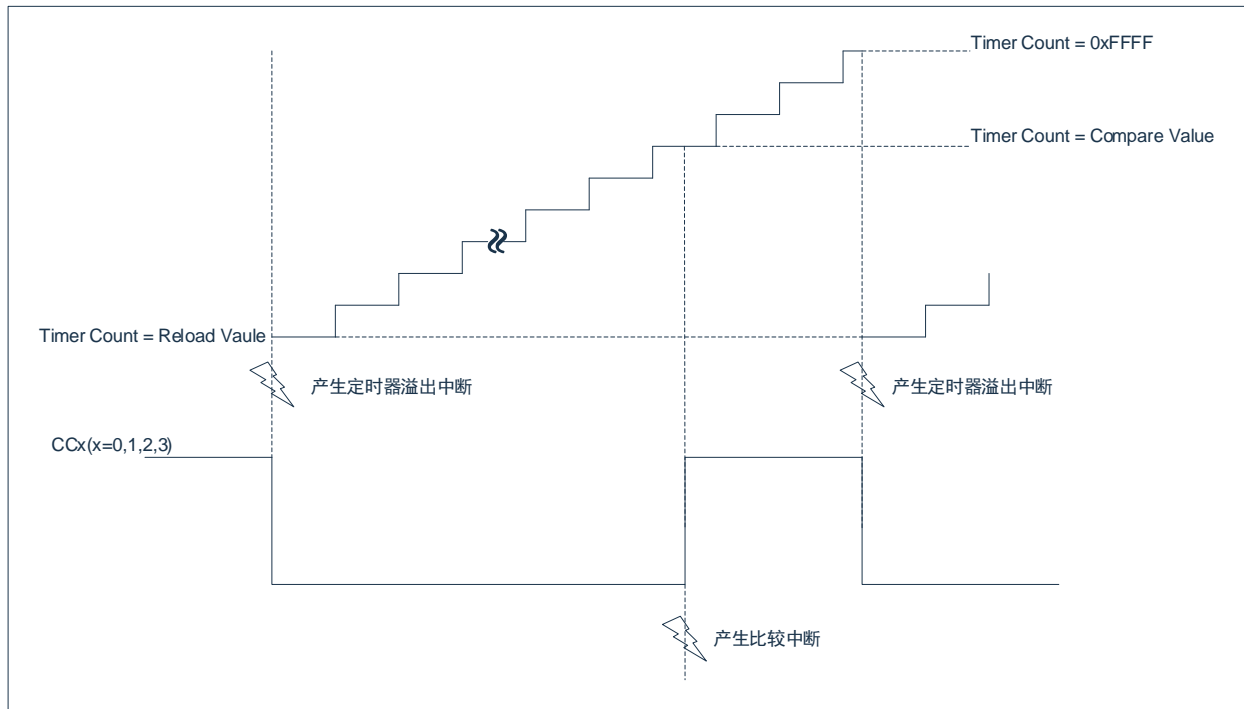 Timer Count = 0xFFFF
Timer Count = Compare Value
Timer Count = Reload Vaule
产生定时器溢出中断
产生定时器溢出中断
CCx(x=0,1,2,3)
产生比较中断